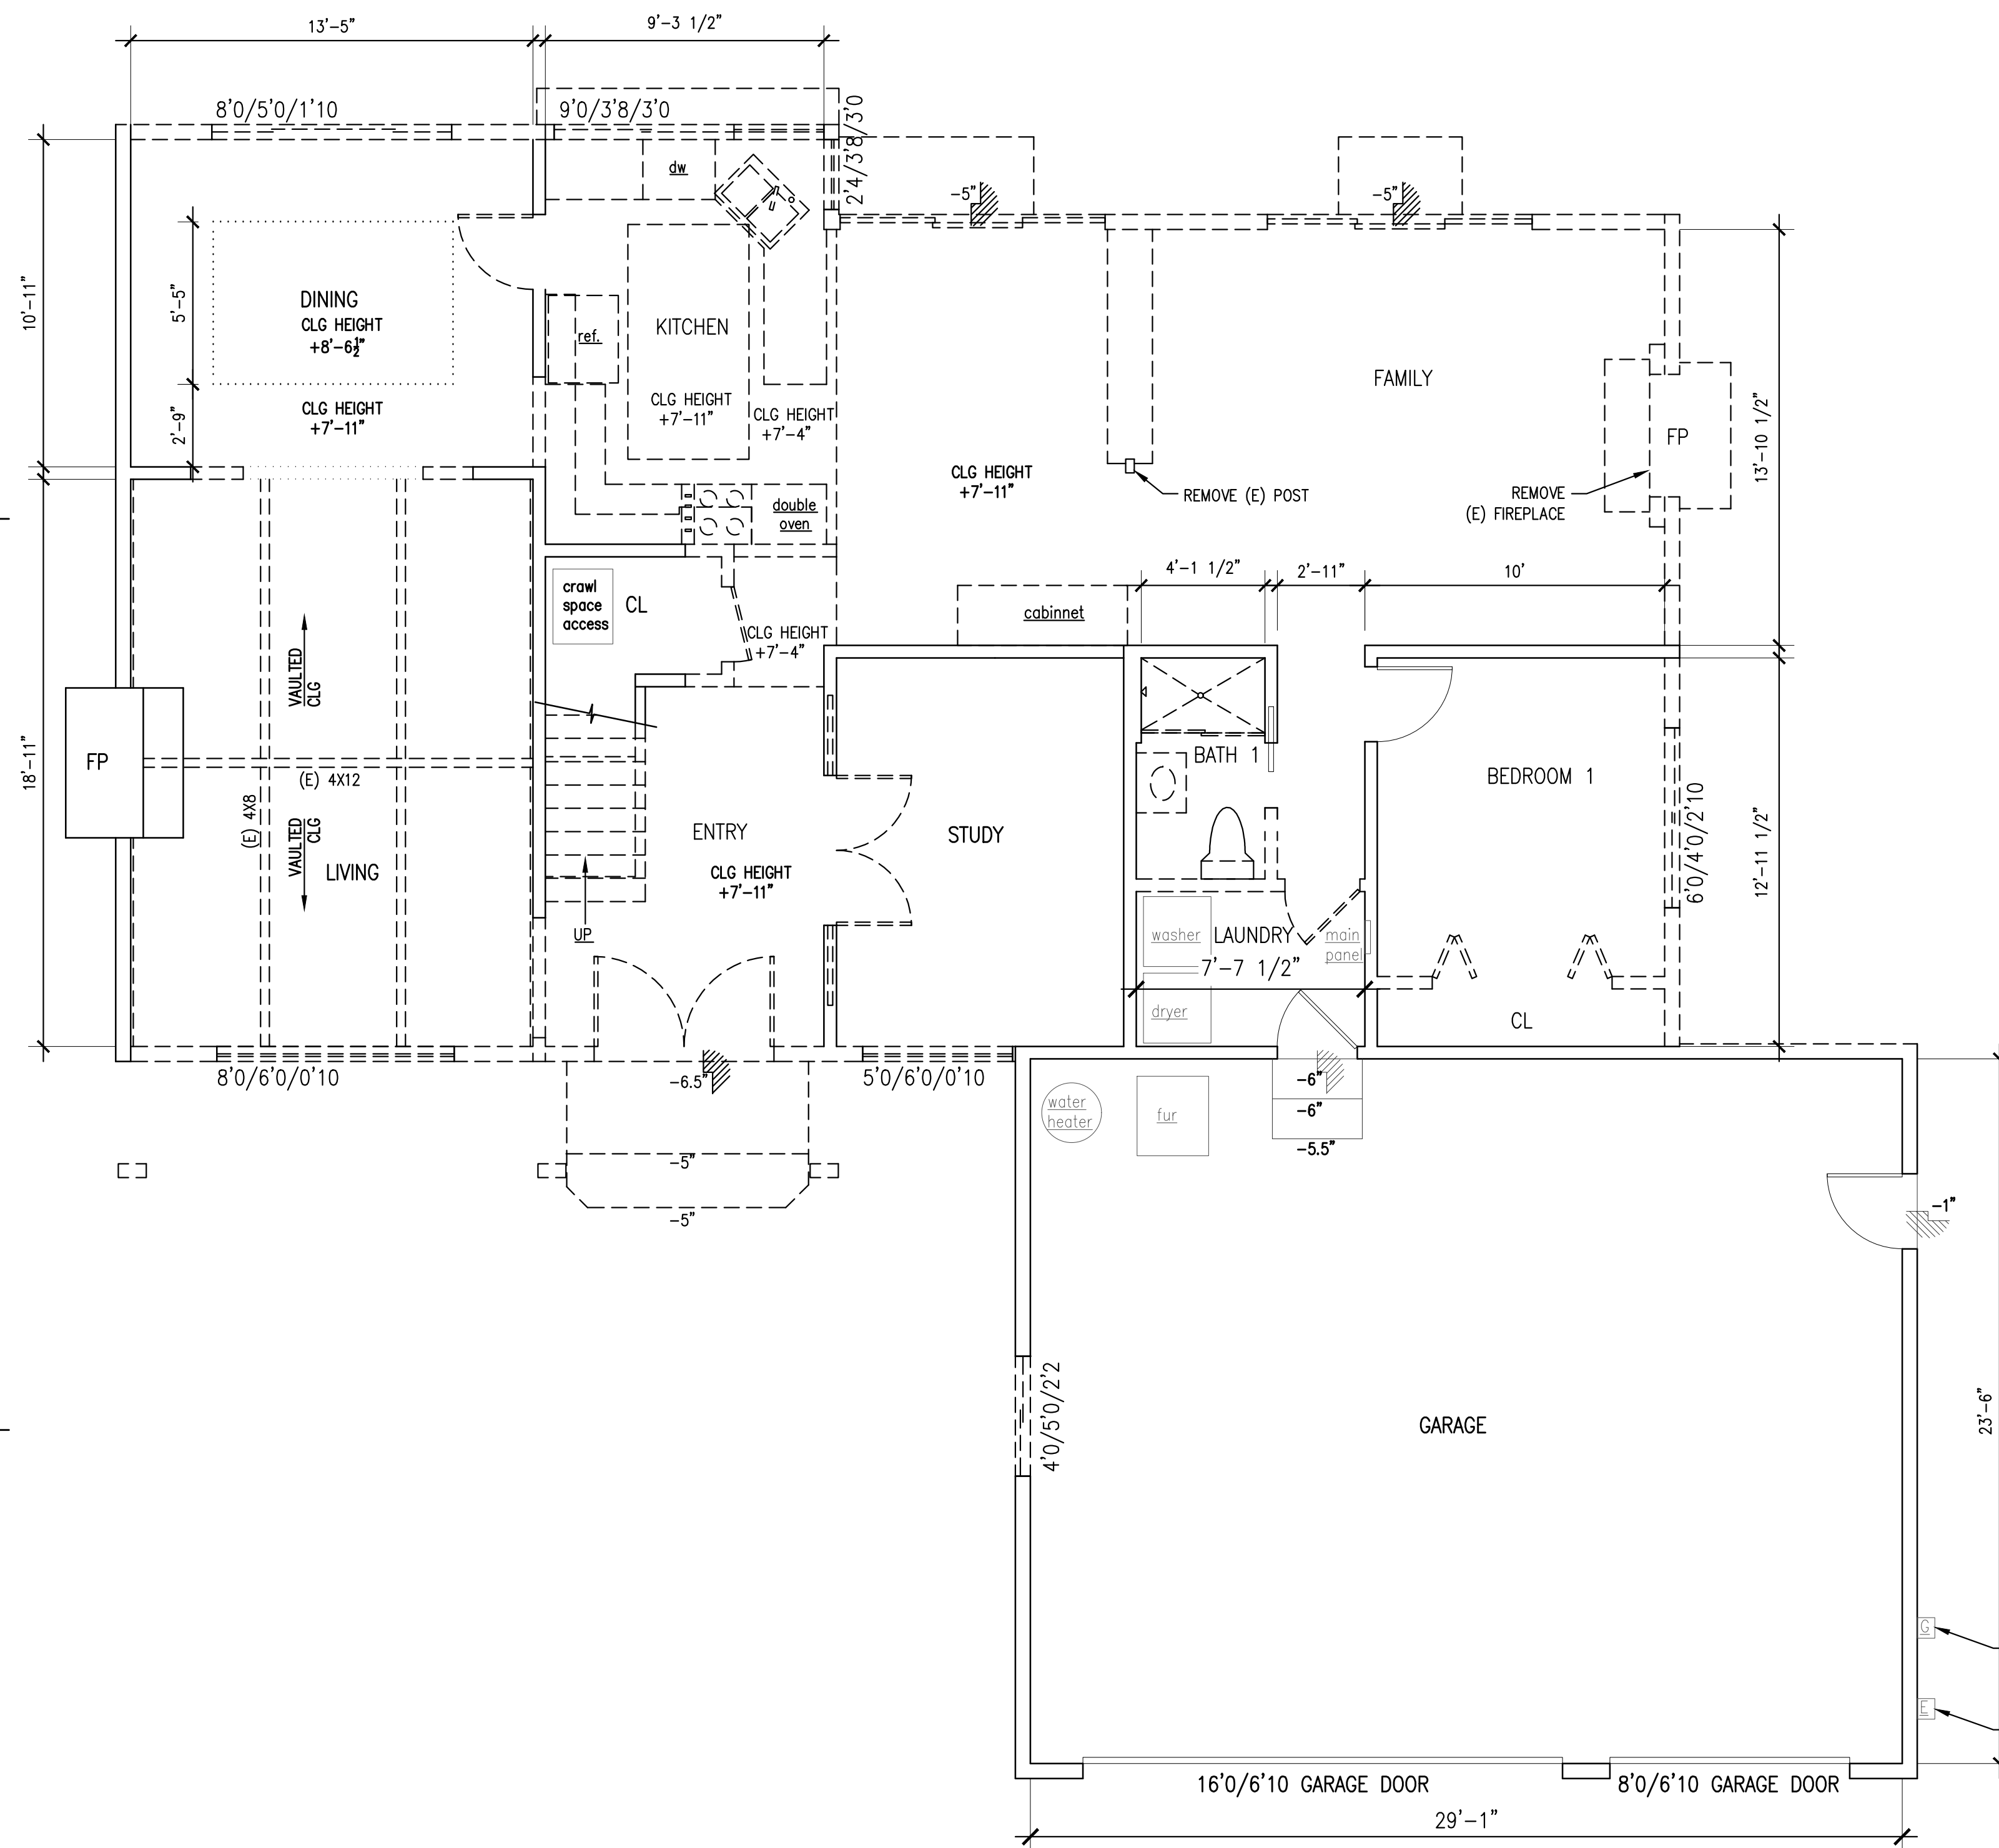 13'-5"
9'-3 1/2"
8'0/5'0/1'10
9'0/3'8/3'0
2'4/3'8/3'0
dw
-5"
-5"
10'-11"
5'-5"
2'-9"
DINING
CLG HEIGHT
+8'-6½"
CLG HEIGHT
+7'-11"
ref.
KITCHEN
CLG HEIGHT
+7'-11"
CLG HEIGHT
+7'-4"
CLG HEIGHT
+7'-11"
FAMILY
FP
REMOVE (E) POST
REMOVE
(E) FIREPLACE
13'-10 1/2"
double
oven
4'-1 1/2"
2'-11"
10'
crawl
space
access
CL
cabinnet
CLG HEIGHT
+7'-4"
VAULTED
CLG
FP
18'-11"
(E) 4X12
(E) 4X8
VAULTED
CLG
LIVING
UP
ENTRY
CLG HEIGHT
+7'-11"
STUDY
BATH 1
BEDROOM 1
6'0/4'0/2'10
12'-11 1/2"
washer
LAUNDRY
main
panel
7'-7 1/2"
dryer
CL
8'0/6'0/0'10
-6.5"
5'0/6'0/0'10
-5"
-5"
water
heater
fur
-6"
-6"
-5.5"
-1"
4'0/5'0/2'2
GARAGE
23'-6"
G
E
16'0/6'10 GARAGE DOOR
8'0/6'10 GARAGE DOOR
29'-1"